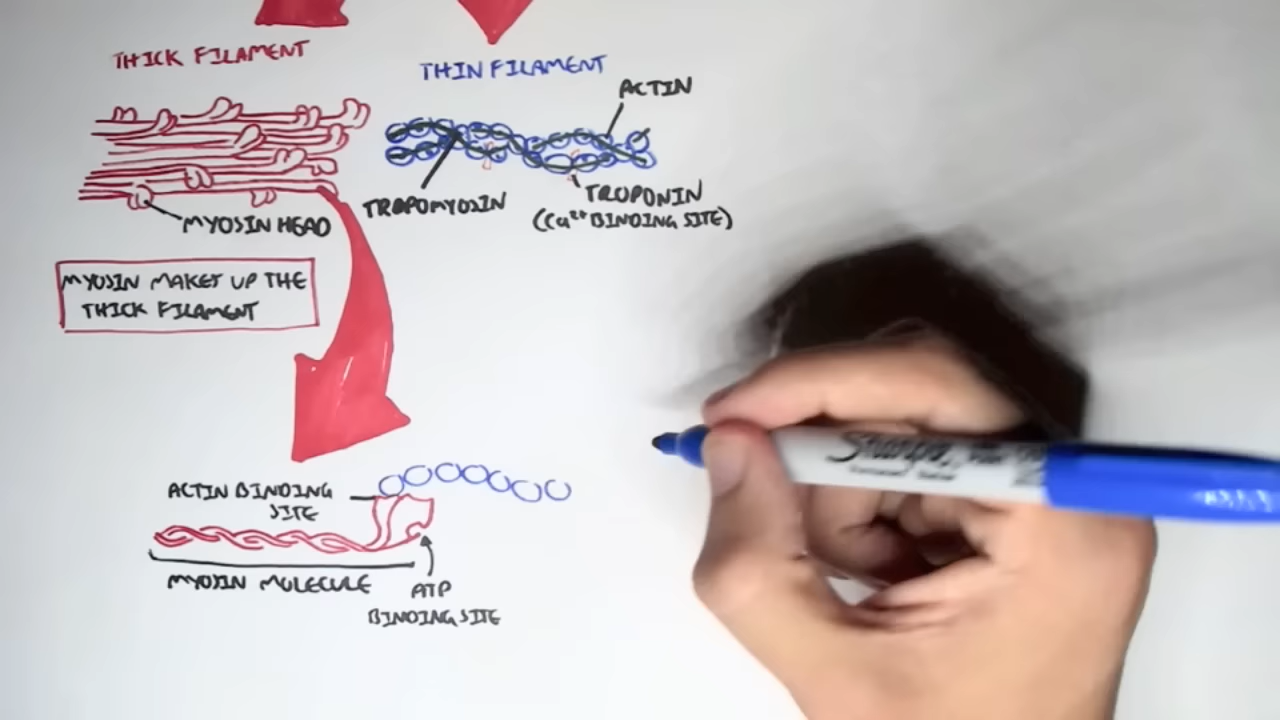 THICK FILAMENT
THIN FILAMENT
ACTIN
TROPOMYOSIN
TROPONIN
(Ca²⁺ BINDING SITE)
MYOSIN HEAD
MYOSIN MAKES UP THE
THICK FILAMENT
ACTIN BINDING
SITE
MYOSIN MOLECULE
ATP
BINDING SITE
Sharpie